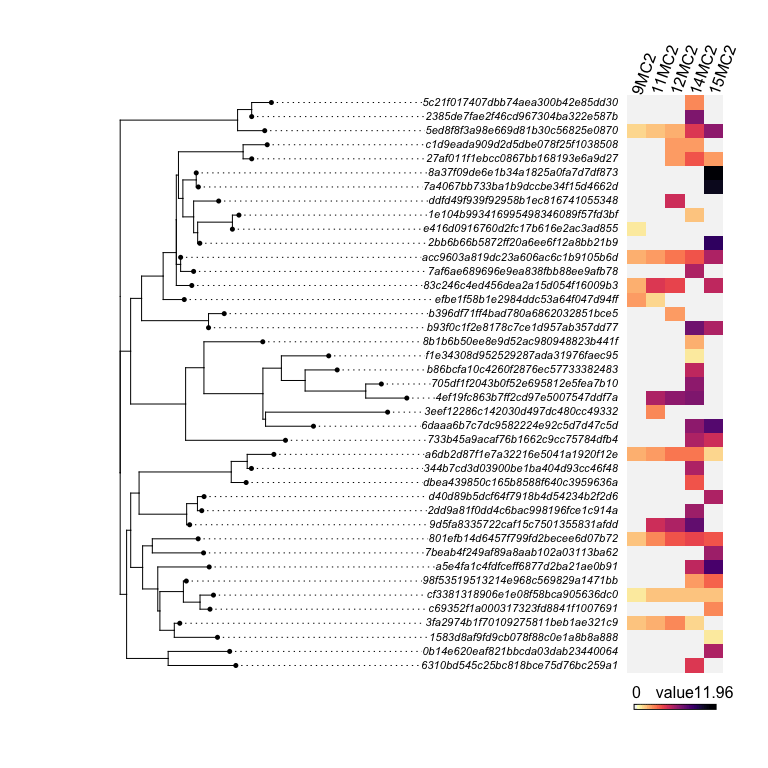 9MC2 11MC2 12MC2 14MC2 15MC2
5c21f017407dbb74aea300b42e85dd30
2385de7fae2f46cd967304ba322e587b
5ed8f8f3a98e669d81b30c56825e0870
c1d9eada909d2d5dbe078f25f1038508
27af011f1ebcc0867bb168193e6a9d27
8a37f09de6e1b34a1825a0fa7d7df873
7a4067bb733ba1b9dccbe34f15d4662d
ddfd49f939f92958b1ec816741055348
1e104b993416995498346089f57fd3bf
e416d0916760d2fc17b616e2ac3ad855
2bb6b66b5872ff20a6ee6f12a8bb21b9
acc9603a819dc23a606ac6c1b9105b6d
7af6ae689696e9ea838fbb88ee9afb78
83c246c4ed456dea2a15d054f16009b3
efbe1f58b1e2984ddc53a64f047d94ff
b396df71ff4bad780a6862032851bce5
b93f0c1f2e8178c7ce1d957ab357dd77
8b1b6b50ee8e9d52ac980948823b441f
f1e34308d952529287ada31976faec95
b86bcfa10c4260f2876ec57733382483
705df1f2043b0f52e695812e5fea7b10
4ef19fc863b7ff2cd97e5007547ddf7a
3eef12286c142030d497dc480cc49332
6daaa6b7c7dc9582224e92c5d7d47c5d
733b45a9acaf76b1662c9cc75784dfb4
a6db2d87f1e7a32216e5041a1920f12e
344b7cd3d03900be1ba404d93cc46f48
dbea439850c165b8588f640c3959636a
d40d89b5dcf64f7918b4d54234b2f2d6
2dd9a81f0dd4c6bac998196fce1c914a
9d5fa8335722caf15c7501355831afdd
801efb14d6457f799fd2becee6d07b72
7beab4f249af89a8aab102a03113ba62
a5e4fa1c4fdfceff6877d2ba21ae0b91
98f53519513214e968c569829a1471bb
cf3381318906e1e08f58bca905636dc0
c69352f1a000317323fd8841f1007691
3fa2974b1f70109275811beb1ae321c9
1583d8af9fd9cb078f88c0e1a8b8a888
0b14e620eaf821bbcda03dab23440064
6310bd545c25bc818bce75d76bc259a1
0 value 11.96